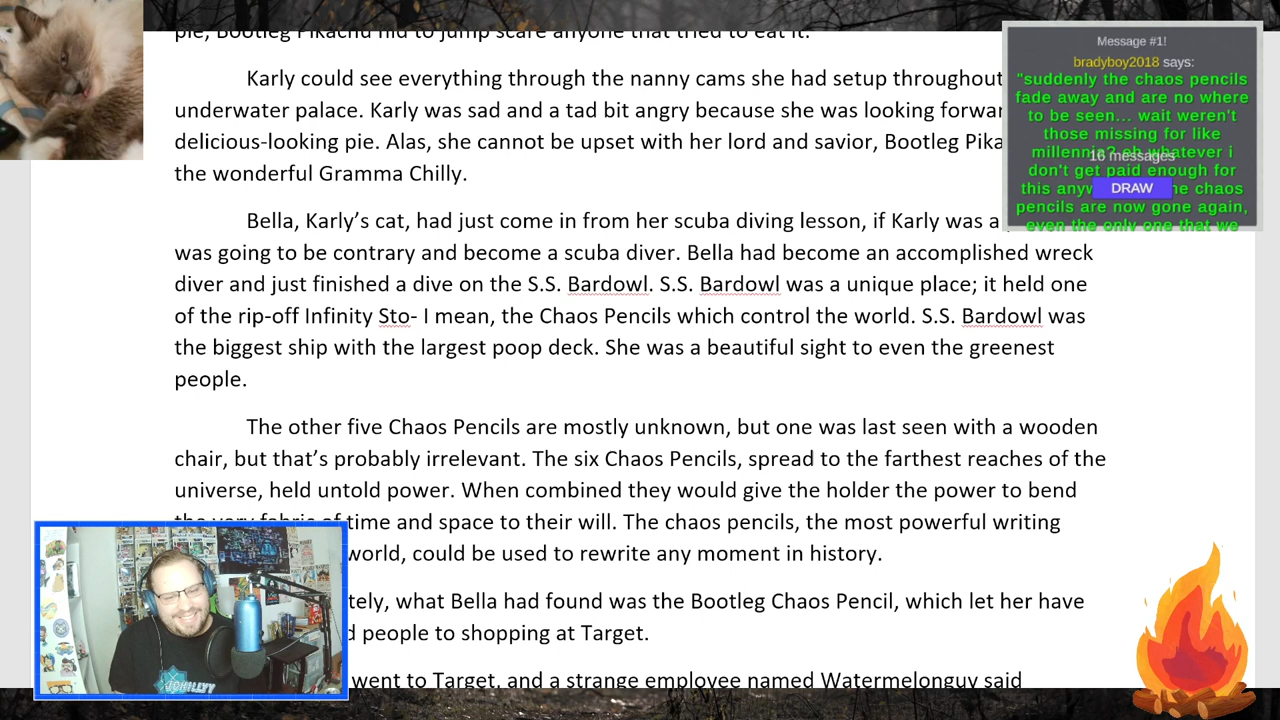 pie, Bootleg Pikachu hid to jump scare anyone that tried to eat it.
Karly could see everything through the nanny cams she had setup throughout
underwater palace. Karly was sad and a tad bit angry because she was looking forwar
delicious-looking pie. Alas, she cannot be upset with her lord and savior, Bootleg Pika
the wonderful Gramma Chilly.
Bella, Karly’s cat, had just come in from her scuba diving lesson, if Karly was a
was going to be contrary and become a scuba diver. Bella had become an accomplished wreck
diver and just finished a dive on the S.S. Bardowl. S.S. Bardowl was a unique place; it held one
of the rip-off Infinity Sto- I mean, the Chaos Pencils which control the world. S.S. Bardowl was
the biggest ship with the largest poop deck. She was a beautiful sight to even the greenest
people.
The other five Chaos Pencils are mostly unknown, but one was last seen with a wooden
chair, but that’s probably irrelevant. The six Chaos Pencils, spread to the farthest reaches of the
universe, held untold power. When combined they would give the holder the power to bend
the very fabric of time and space to their will. The chaos pencils, the most powerful writing
world, could be used to rewrite any moment in history.
tely, what Bella had found was the Bootleg Chaos Pencil, which let her have
d people to shopping at Target.
went to Target, and a strange employee named Watermelonguy said
Message #1!
bradyboy2018 says:
"suddenly the chaos pencils
fade away and are no where
to be seen... wait weren't
those missing for like
millennia? eh whatever i
16 messages
don't get paid enough for
this anyw
DRAW
he chaos
pencils are now gone again,
even the only one that we
GCHILLYY